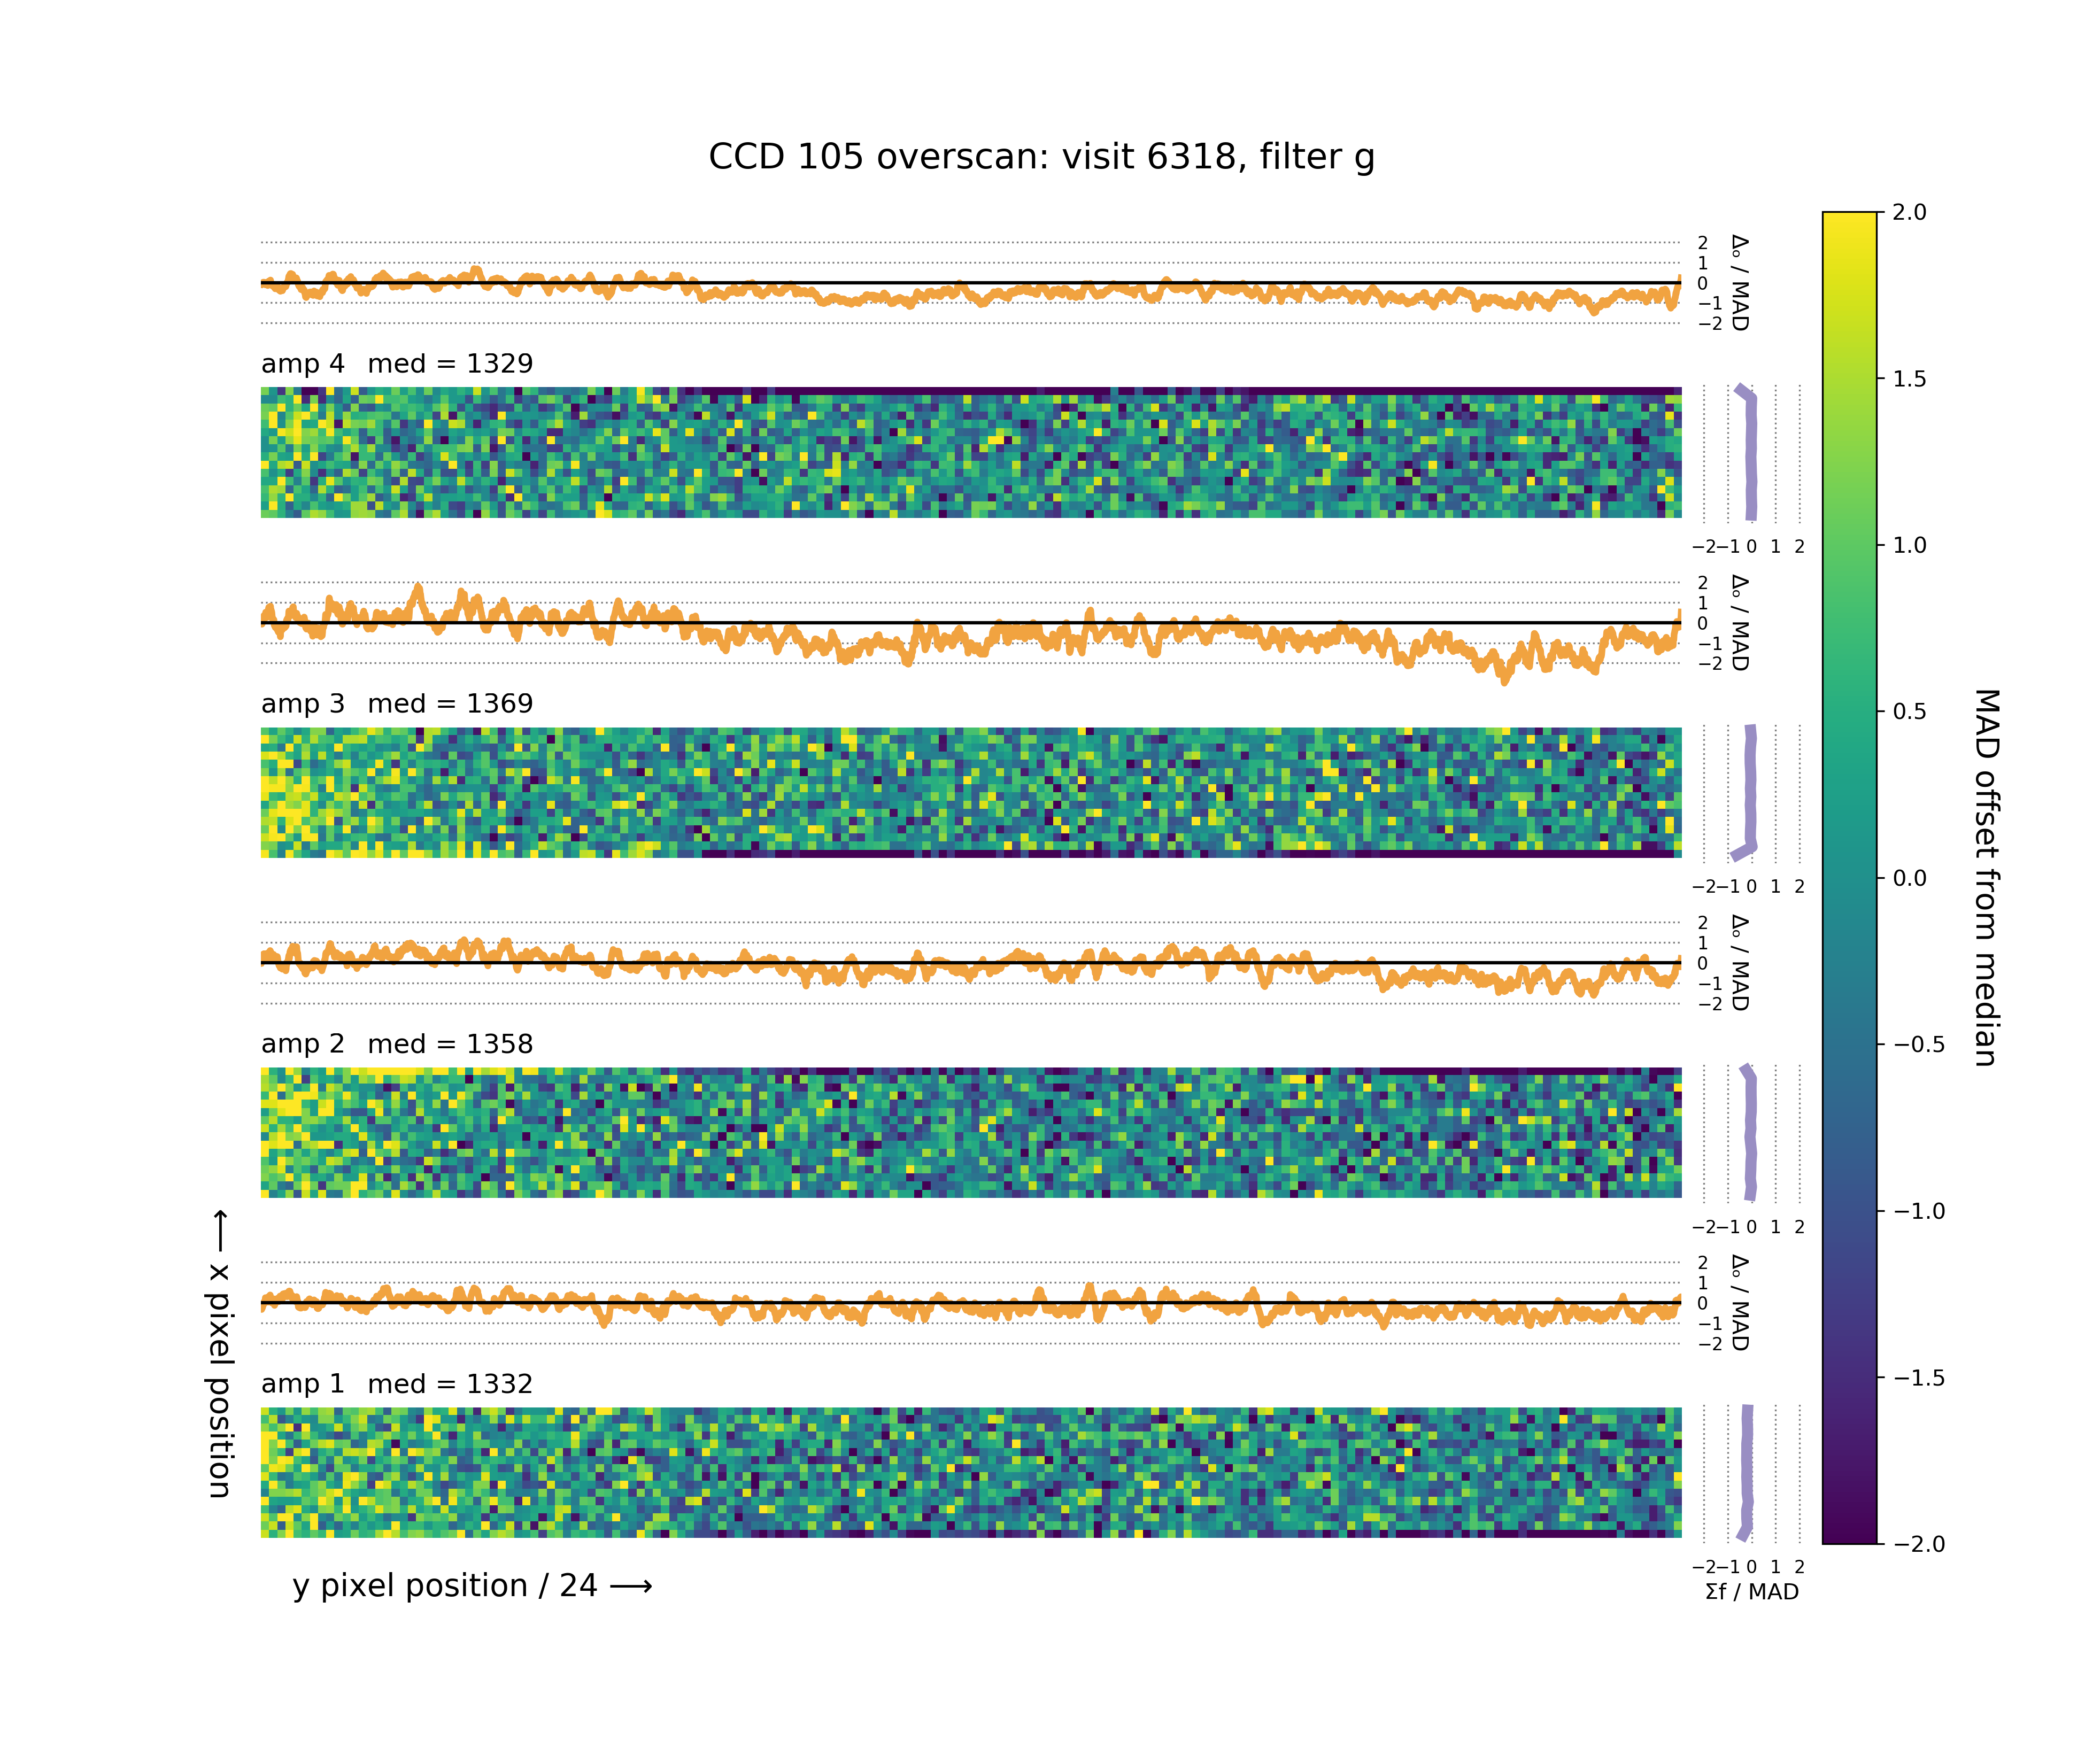 CCD 105 overscan: visit 6318, filter g
2
1
0
−1
−2
Δₒ / MAD
amp 4 med = 1329
−2 −1 0 1 2
2
1
0
−1
−2
Δₒ / MAD
amp 3 med = 1369
−2 −1 0 1 2
2
1
0
−1
−2
Δₒ / MAD
amp 2 med = 1358
−2 −1 0 1 2
2
1
0
−1
−2
Δₒ / MAD
amp 1 med = 1332
−2 −1 0 1 2
Σf / MAD
y pixel position / 24 ⟶
⟵ x pixel position
2.0
1.5
1.0
0.5
0.0
−0.5
−1.0
−1.5
−2.0
MAD offset from median